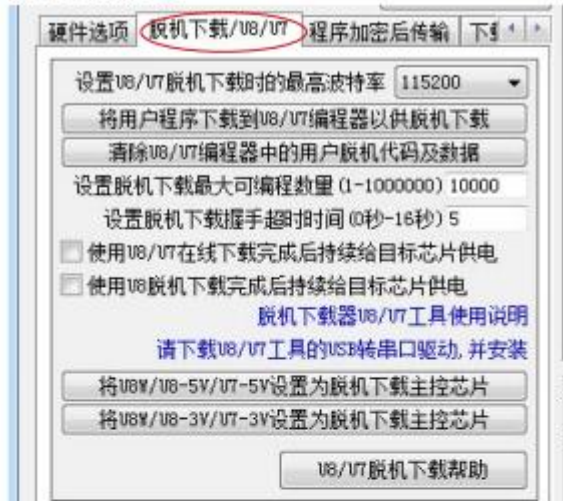 硬件选项 脱机下载/U8/U7 程序加密后传输 下载
设置U8/U7脱机下载时的最高波特率 115200
将用户程序下载到U8/U7编程器以供脱机下载
清除U8/U7编程器中的用户脱机代码及数据
设置脱机下载最大可编程数量(1-1000000) 10000
设置脱机下载握手超时时间(0秒-16秒) 5
使用U8/U7在线下载完成后持续给目标芯片供电
使用U8脱机下载完成后持续给目标芯片供电
脱机下载器U8/U7工具使用说明
请下载U8/U7工具的USB转串口驱动,并安装
将U8W/U8-5V/U7-5V设置为脱机下载主控芯片
将U8W/U8-3V/U7-3V设置为脱机下载主控芯片
U8/U7脱机下载帮助